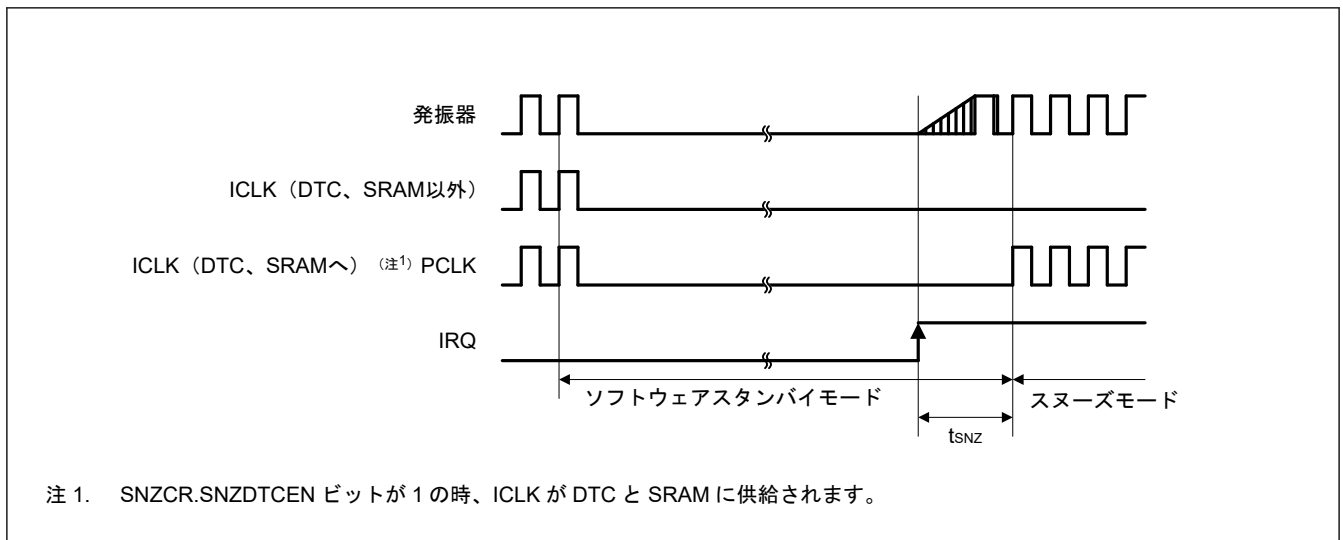 発振器
ICLK（DTC、SRAM以外）
ICLK（DTC、SRAMへ）（注1）PCLK
IRQ
ソフトウェアスタンバイモード
スヌーズモード
tSNZ
注 1. SNZCR.SNZDTCEN ビットが 1 の時、ICLK が DTC と SRAM に供給されます。